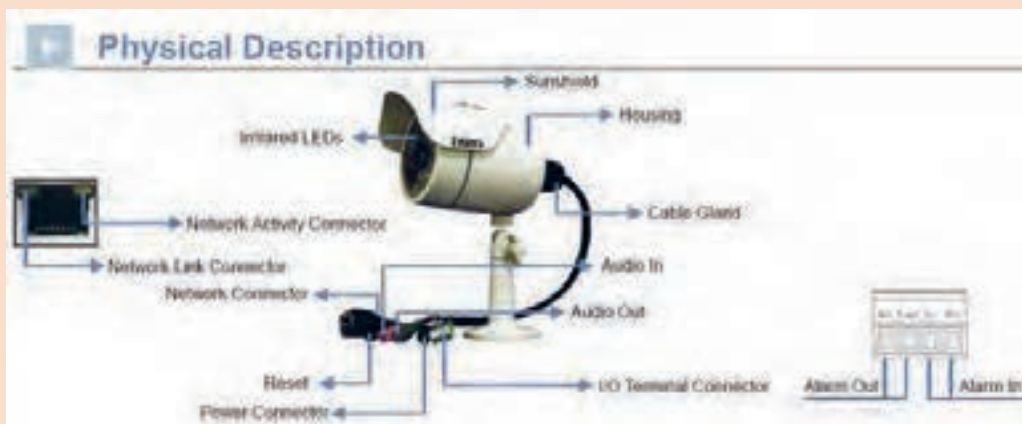 Physical Description
Sunshield
Housing
Infrared LEDs
Cable Gland
Network Activity Connector
Network Link Connector
Audio In
Network Connector
Audio Out
Reset
I/O Terminal Connector
Power Connector
Alarm Out
Alarm In